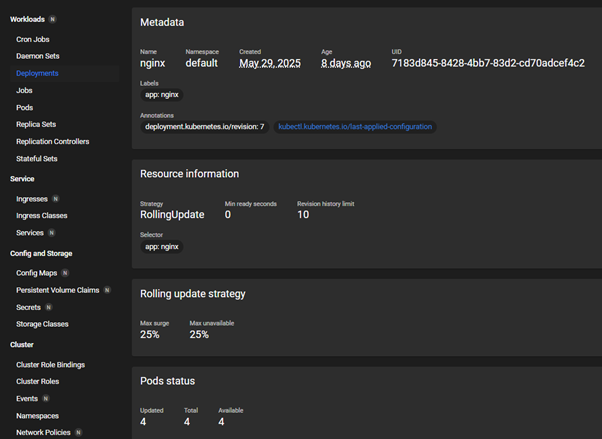 Workloads N
Cron Jobs
Daemon Sets
Deployments
Jobs
Pods
Replica Sets
Replication Controllers
Stateful Sets
Service
Ingresses N
Ingress Classes
Services N
Config and Storage
Config Maps N
Persistent Volume Claims N
Secrets N
Storage Classes
Cluster
Cluster Role Bindings
Cluster Roles
Events N
Namespaces
Network Policies N
Metadata
Name Namespace Created Age UID
nginx default May 29, 2025 8 days ago 7183d845-8428-4bb7-83d2-cd70adcef4c2
Labels
app: nginx
Annotations
deployment.kubernetes.io/revision: 7 kubectl.kubernetes.io/last-applied-configuration
Resource information
Strategy Min ready seconds Revision history limit
RollingUpdate 0 10
Selector
app: nginx
Rolling update strategy
Max surge Max unavailable
25% 25%
Pods status
Updated Total Available
4 4 4